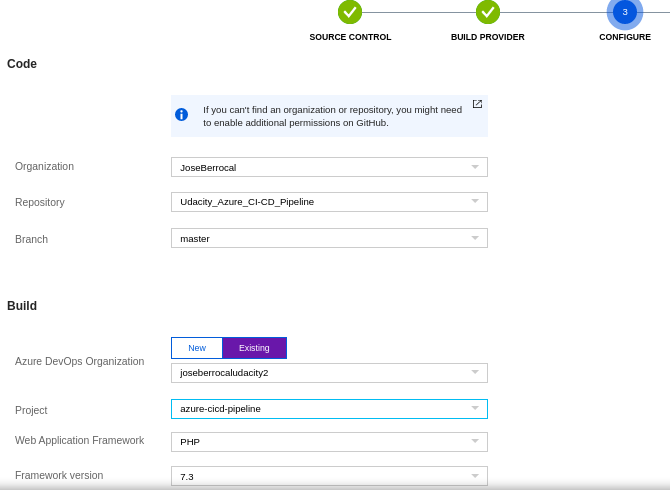 3
SOURCE CONTROL BUILD PROVIDER CONFIGURE
Code
If you can't find an organization or repository, you might need
to enable additional permissions on GitHub.
Organization JoseBerrocal
Repository Udacity_Azure_CI-CD_Pipeline
Branch master
Build
New Existing
Azure DevOps Organization joseberrocaludacity2
Project azure-cicd-pipeline
Web Application Framework PHP
Framework version 7.3